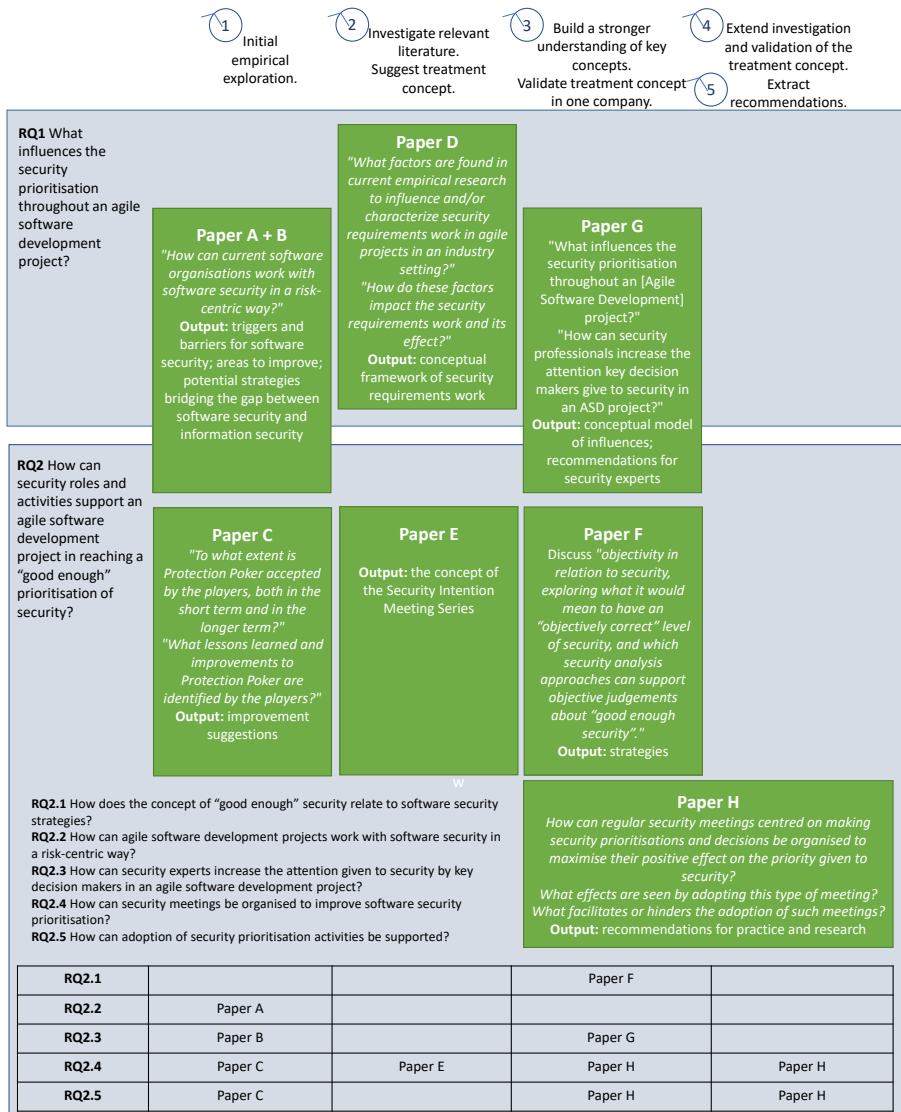 1
Initial
empirical
exploration.
2
Investigate relevant
literature.
Suggest treatment
concept.
3
Build a stronger
understanding of key
concepts.
Validate treatment concept
in one company.
4
Extend investigation
and validation of the
treatment concept.
5
Extract
recommendations.
RQ1 What
influences the
security
prioritisation
throughout an agile
software
development
project?
Paper A + B
"How can current software
organisations work with
software security in a risk-
centric way?"
Output: triggers and
barriers for software
security; areas to improve;
potential strategies
bridging the gap between
software security and
information security
Paper D
"What factors are found in
current empirical research
to influence and/or
characterize security
requirements work in agile
projects in an industry
setting?"
"How do these factors
impact the security
requirements work and its
effect?"
Output: conceptual
framework of security
requirements work
Paper G
"What influences the
security prioritisation
throughout an [Agile
Software Development]
project?"
"How can security
professionals increase the
attention key decision
makers give to security in
an ASD project?"
Output: conceptual model
of influences;
recommendations for
security experts
RQ2 How can
security roles and
activities support an
agile software
development
project in reaching a
“good enough”
prioritisation of
security?
Paper C
"To what extent is
Protection Poker accepted
by the players, both in the
short term and in the
longer term?"
"What lessons learned and
improvements to
Protection Poker are
identified by the players?"
Output: improvement
suggestions
Paper E
Output: the concept of
the Security Intention
Meeting Series
Paper F
Discuss "objectivity in
relation to security,
exploring what it would
mean to have an
“objectively correct” level
of security, and which
security analysis
approaches can support
objective judgements
about “good enough
security”."
Output: strategies
w
RQ2.1 How does the concept of “good enough” security relate to software security
strategies?
RQ2.2 How can agile software development projects work with software security in
a risk-centric way?
RQ2.3 How can security experts increase the attention given to security by key
decision makers in an agile software development project?
RQ2.4 How can security meetings be organised to improve software security
prioritisation?
RQ2.5 How can adoption of security prioritisation activities be supported?
Paper H
How can regular security meetings centred on making
security prioritisations and decisions be organised to
maximise their positive effect on the priority given to
security?
What effects are seen by adopting this type of meeting?
What facilitates or hinders the adoption of such meetings?
Output: recommendations for practice and research
RQ2.1 Paper F
RQ2.2 Paper A
RQ2.3 Paper B Paper G
RQ2.4 Paper C Paper E Paper H Paper H
RQ2.5 Paper C Paper H Paper H